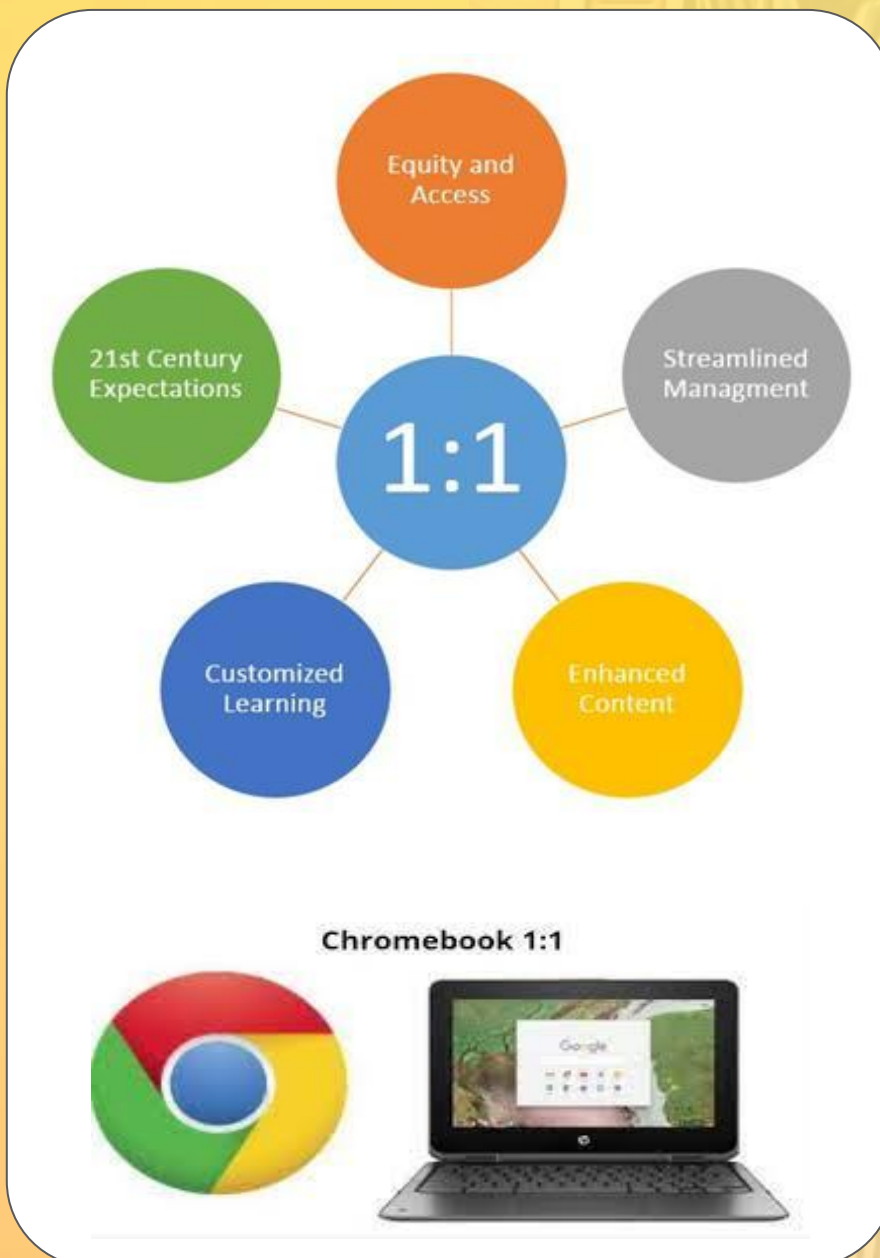 Equity and
Access
21st Century
Expectations
Streamlined
Managment
1:1
Customized
Learning
Enhanced
Content
Chromebook 1:1
Google